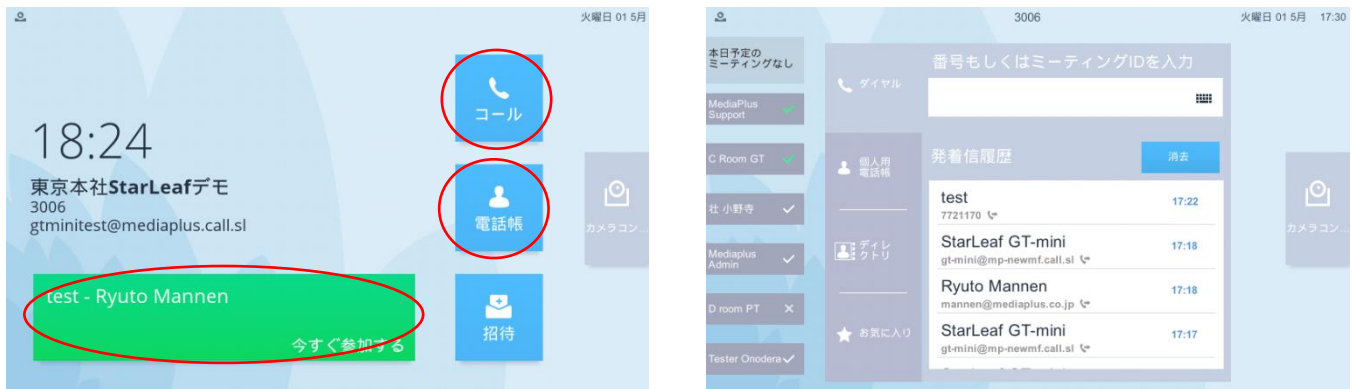 火曜日 01 5月
コール
18:24
東京本社StarLeafデモ
3006
gtminitest@mediaplus.call.sl
電話帳
カメラコン...
test - Ryuto Mannen
今すぐ参加する
招待
3006
火曜日 01 5月 17:30
本日予定の
ミーティングなし
MediaPlus
Support
C Room GT
壮 小野寺
Mediaplus
Admin
D room PT
Tester Onodera
ダイヤル
個人用
電話帳
ディレ
クトリ
お気に入り
番号もしくはミーティングIDを入力
発着信履歴
消去
test
17:22
7721170
StarLeaf GT-mini
17:18
gt-mini@mp-newmf.call.sl
Ryuto Mannen
17:18
mannen@mediaplus.co.jp
StarLeaf GT-mini
17:17
gt-mini@mp-newmf.call.sl
カメラコン...